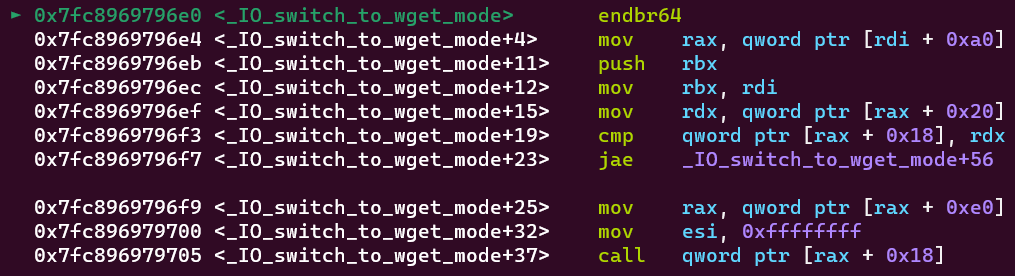 ► 0x7fc8969796e0 <_IO_switch_to_wget_mode> endbr64
0x7fc8969796e4 <_IO_switch_to_wget_mode+4> mov rax, qword ptr [rdi + 0xa0]
0x7fc8969796eb <_IO_switch_to_wget_mode+11> push rbx
0x7fc8969796ec <_IO_switch_to_wget_mode+12> mov rbx, rdi
0x7fc8969796ef <_IO_switch_to_wget_mode+15> mov rdx, qword ptr [rax + 0x20]
0x7fc8969796f3 <_IO_switch_to_wget_mode+19> cmp qword ptr [rax + 0x18], rdx
0x7fc8969796f7 <_IO_switch_to_wget_mode+23> jae _IO_switch_to_wget_mode+56
0x7fc8969796f9 <_IO_switch_to_wget_mode+25> mov rax, qword ptr [rax + 0xe0]
0x7fc896979700 <_IO_switch_to_wget_mode+32> mov esi, 0xffffffff
0x7fc896979705 <_IO_switch_to_wget_mode+37> call qword ptr [rax + 0x18]